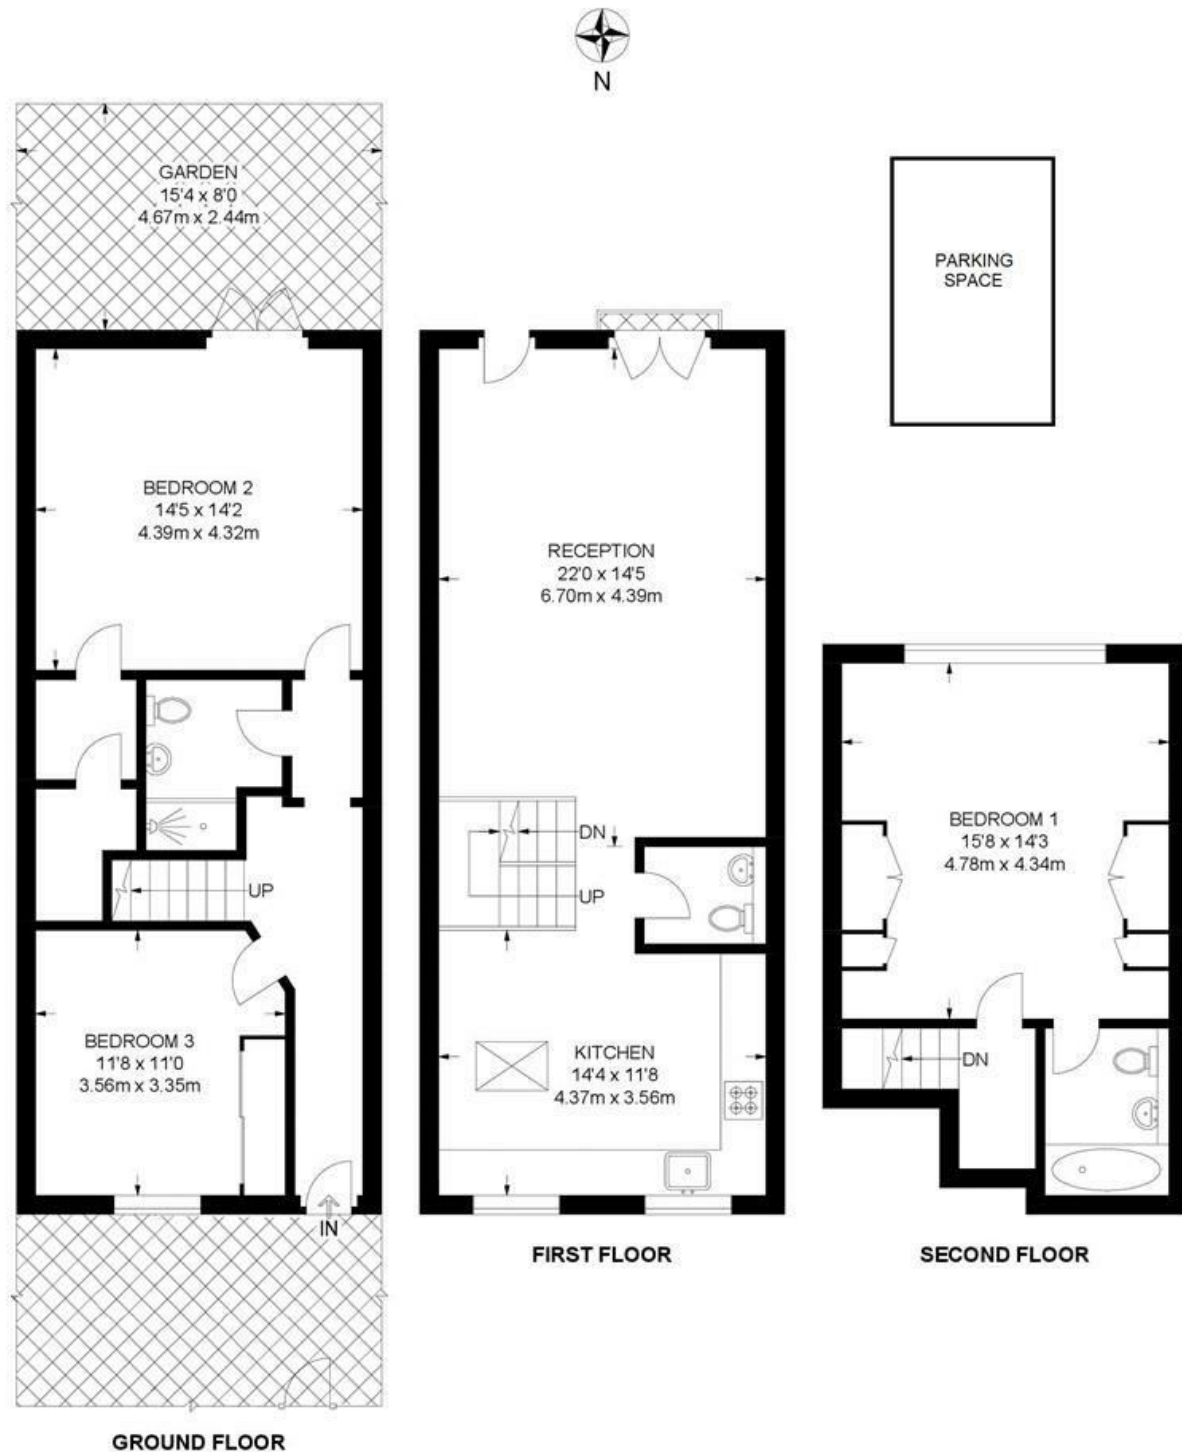 N
GARDEN
15'4 x 8'0
4.67m x 2.44m
BEDROOM 2
14'5 x 14'2
4.39m x 4.32m
UP
BEDROOM 3
11'8 x 11'0
3.56m x 3.35m
IN
GROUND FLOOR
RECEPTION
22'0 x 14'5
6.70m x 4.39m
DN
UP
KITCHEN
14'4 x 11'8
4.37m x 3.56m
FIRST FLOOR
PARKING
SPACE
BEDROOM 1
15'8 x 14'3
4.78m x 4.34m
DN
SECOND FLOOR